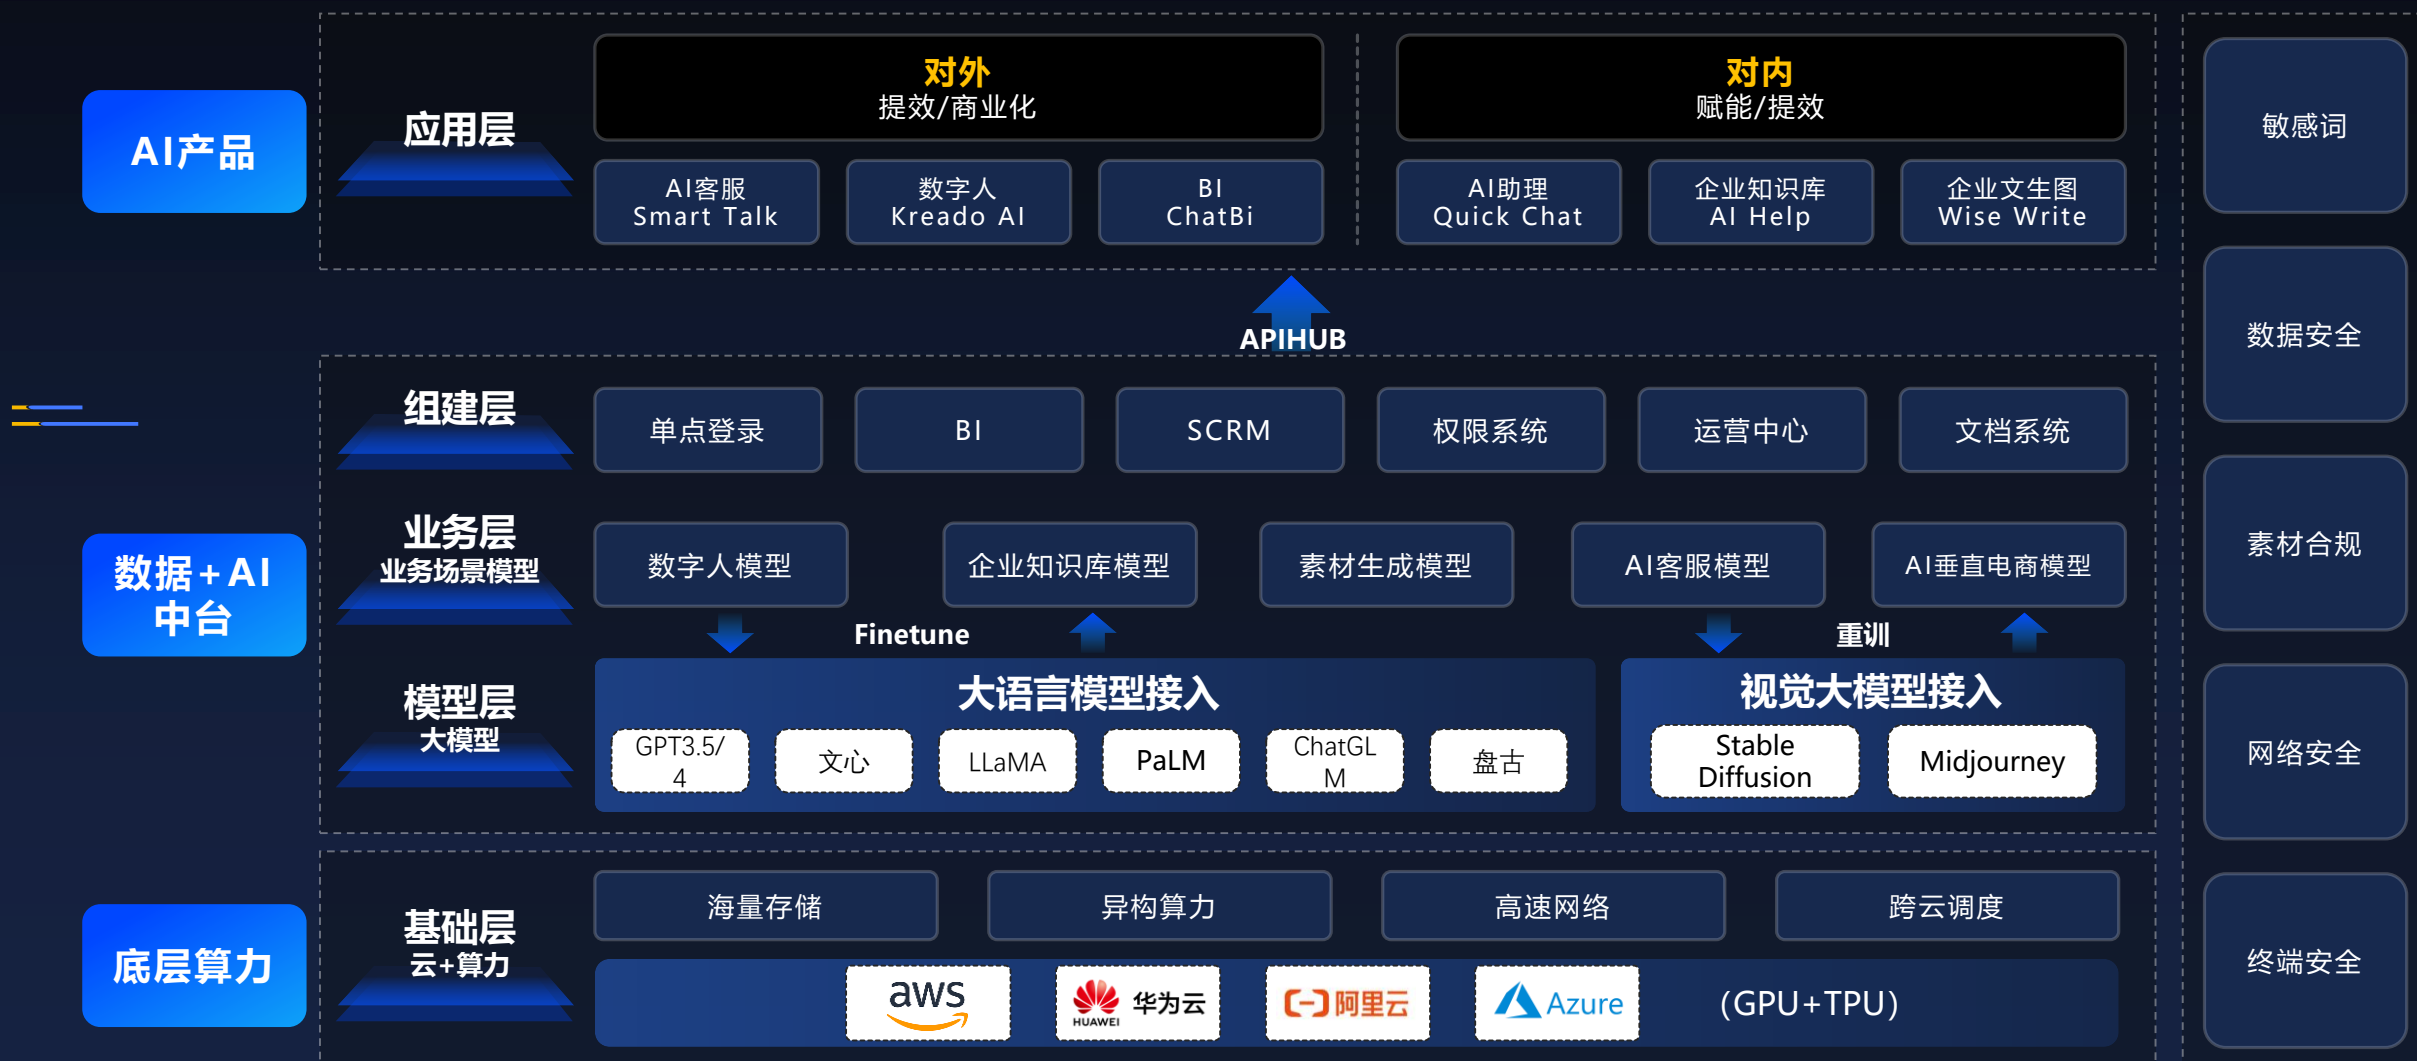 AI产品
应用层
对外
提效/商业化
对内
赋能/提效
AI客服
Smart Talk
数字人
Kreado AI
BI
ChatBi
AI助理
Quick Chat
企业知识库
AI Help
企业文生图
Wise Write
APIHUB
数据+AI
中台
组建层
单点登录
BI
SCRM
权限系统
运营中心
文档系统
业务层
业务场景模型
数字人模型
企业知识库模型
素材生成模型
AI客服模型
AI垂直电商模型
Finetune
重训
模型层
大模型
大语言模型接入
GPT3.5/
4
文心
LLaMA
PaLM
ChatGL
M
盘古
视觉大模型接入
Stable
Diffusion
Midjourney
底层算力
基础层
云+算力
海量存储
异构算力
高速网络
跨云调度
aws
HUAWEI
华为云
阿里云
Azure
(GPU+TPU)
敏感词
数据安全
素材合规
网络安全
终端安全